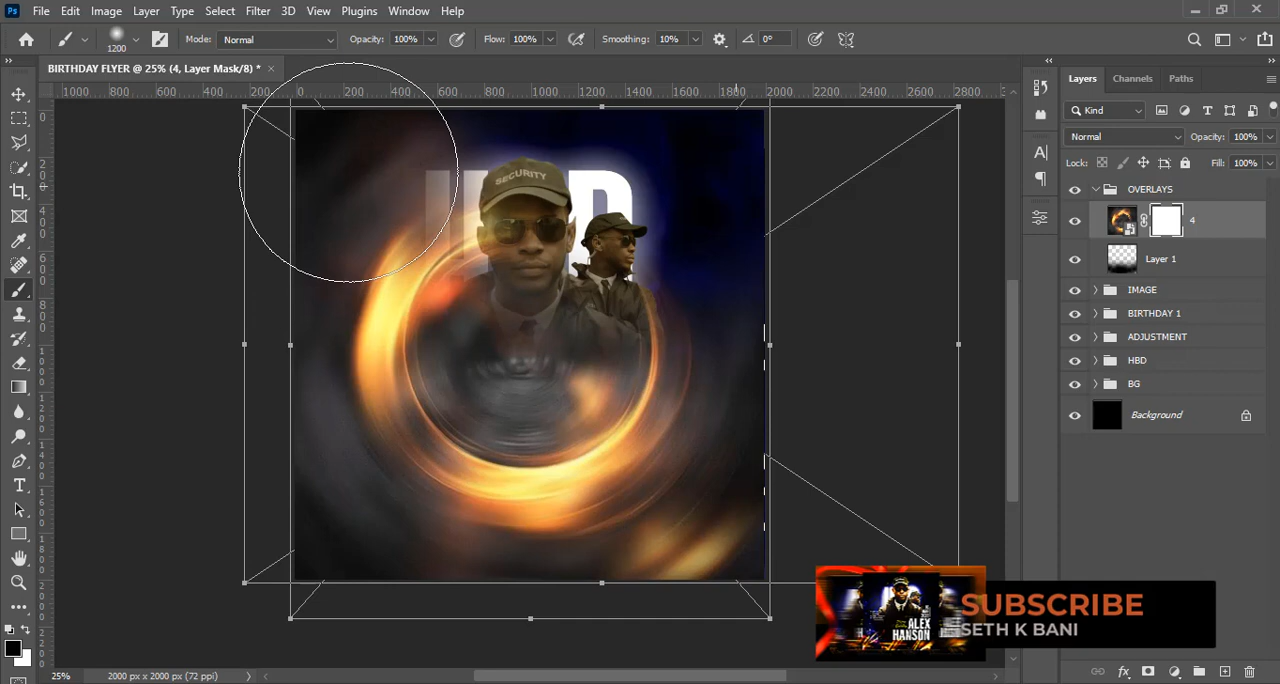 Ps File Edit Image Layer Type Select Filter 3D View Plugins Window Help
1200 Mode: Normal Opacity: 100% Flow: 100% Smoothing: 10% 0°
BIRTHDAY FLYER @ 25% (4, Layer Mask/8) * ×
1000 800 600 400 200 0 200 400 600 800 1000 1200 1400 1600 1800 2000 2200 2400 2600 2800
Layers Channels Paths
Kind
Normal Opacity: 100%
Lock: Fill: 100%
OVERLAYS
4
Layer 1
IMAGE
BIRTHDAY 1
ADJUSTMENT
HBD
BG
Background
SECURITY
HBD
SUBSCRIBE
SETH K BANI
ALEX
HANSON
25% 2000 px x 2000 px (72 ppi)